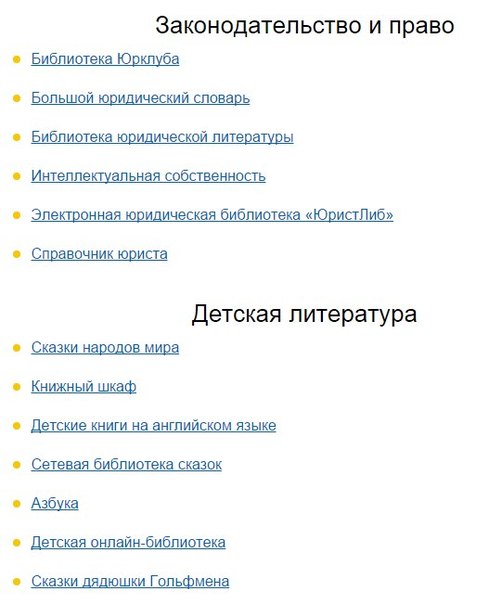 Законодательство и право
Библиотека Юрклуба
Большой юридический словарь
Библиотека юридической литературы
Интеллектуальная собственность
Электронная юридическая библиотека «ЮристЛиб»
Справочник юриста
Детская литература
Сказки народов мира
Книжный шкаф
Детские книги на английском языке
Сетевая библиотека сказок
Азбука
Детская онлайн-библиотека
Сказки дядюшки Гольфмена